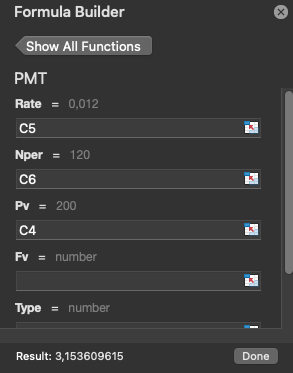 Formula Builder
Show All Functions
PMT
Rate = 0,012
C5
Nper = 120
C6
Pv = 200
C4
Fv = number
Type = number
Result: 3,153609615
Done